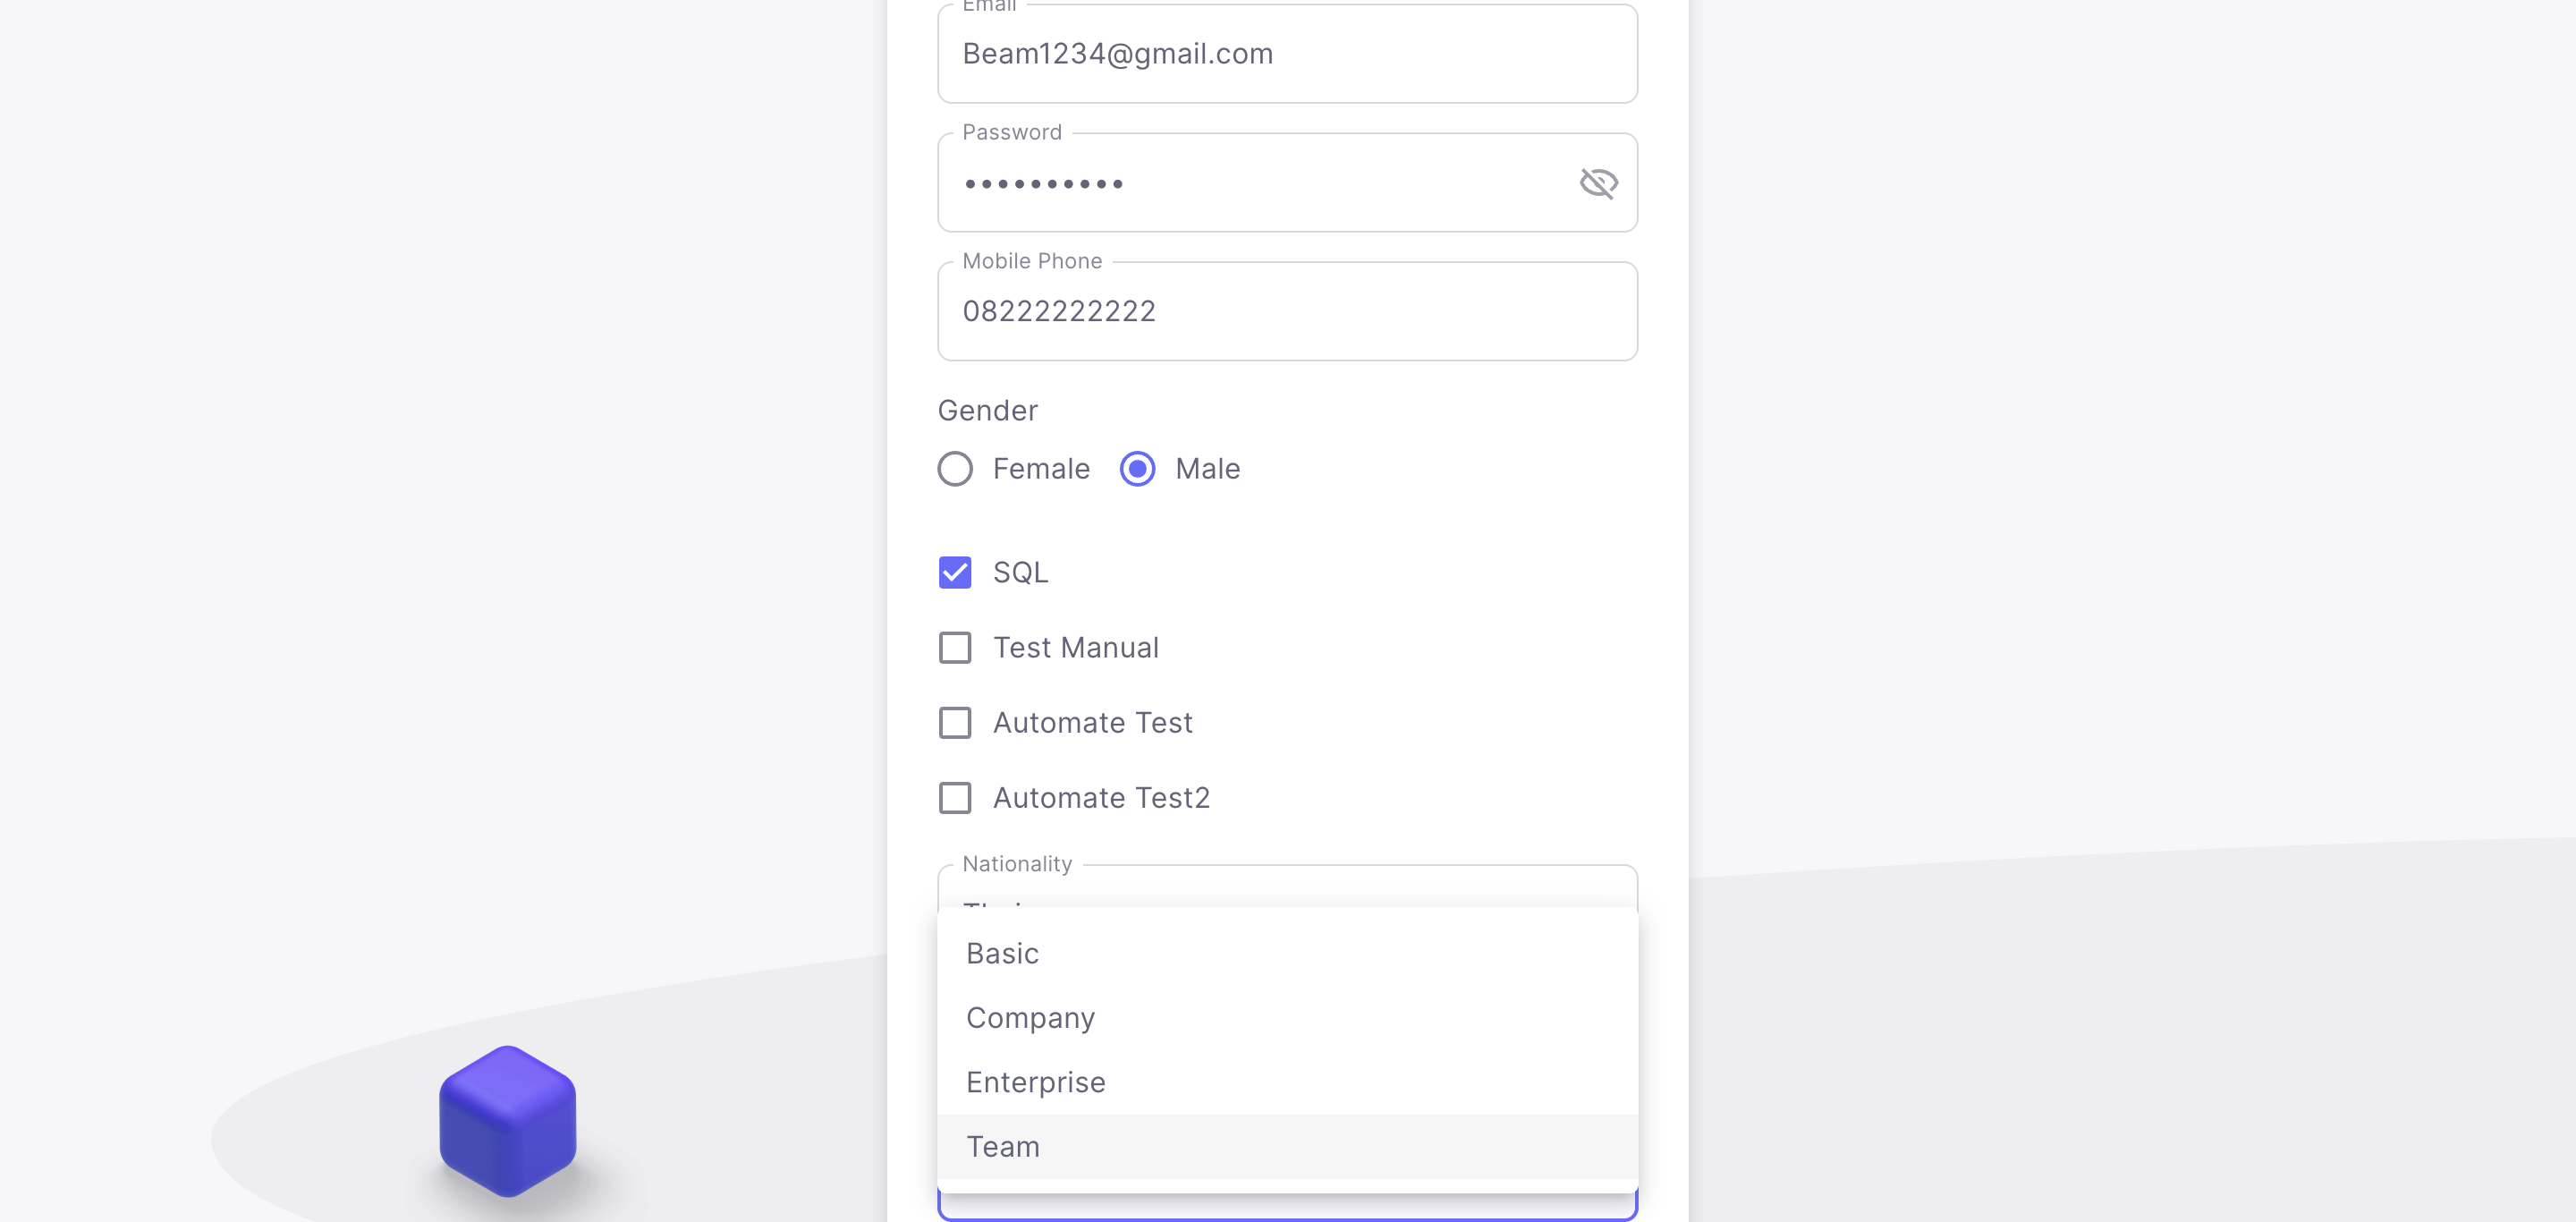 Email
Beam1234@gmail.com
Password
Mobile Phone
08222222222
Gender
Female Male
SQL
Test Manual
Automate Test
Automate Test2
Nationality
Basic
Company
Enterprise
Team